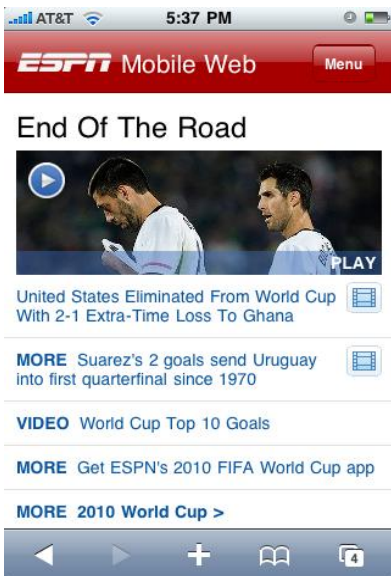 AT&T 5:37 PM
ESPN Mobile Web Menu
End Of The Road
PLAY
United States Eliminated From World Cup
With 2-1 Extra-Time Loss To Ghana
MORE Suarez's 2 goals send Uruguay
into first quarterfinal since 1970
VIDEO World Cup Top 10 Goals
MORE Get ESPN's 2010 FIFA World Cup app
MORE 2010 World Cup >
4